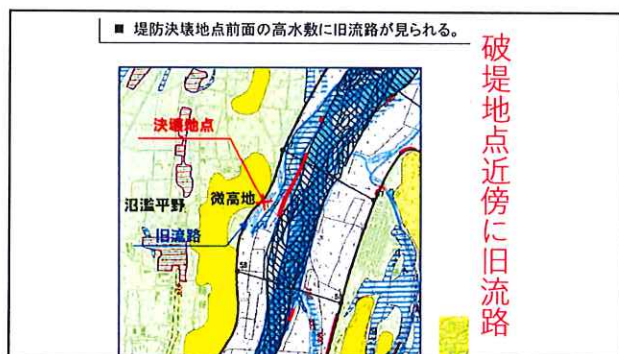 ■ 堤防決壊地点前面の高水敷に旧流路が見られる。
破堤地点近傍に旧流路
決壊地点
微高地
氾濫平野
旧流路